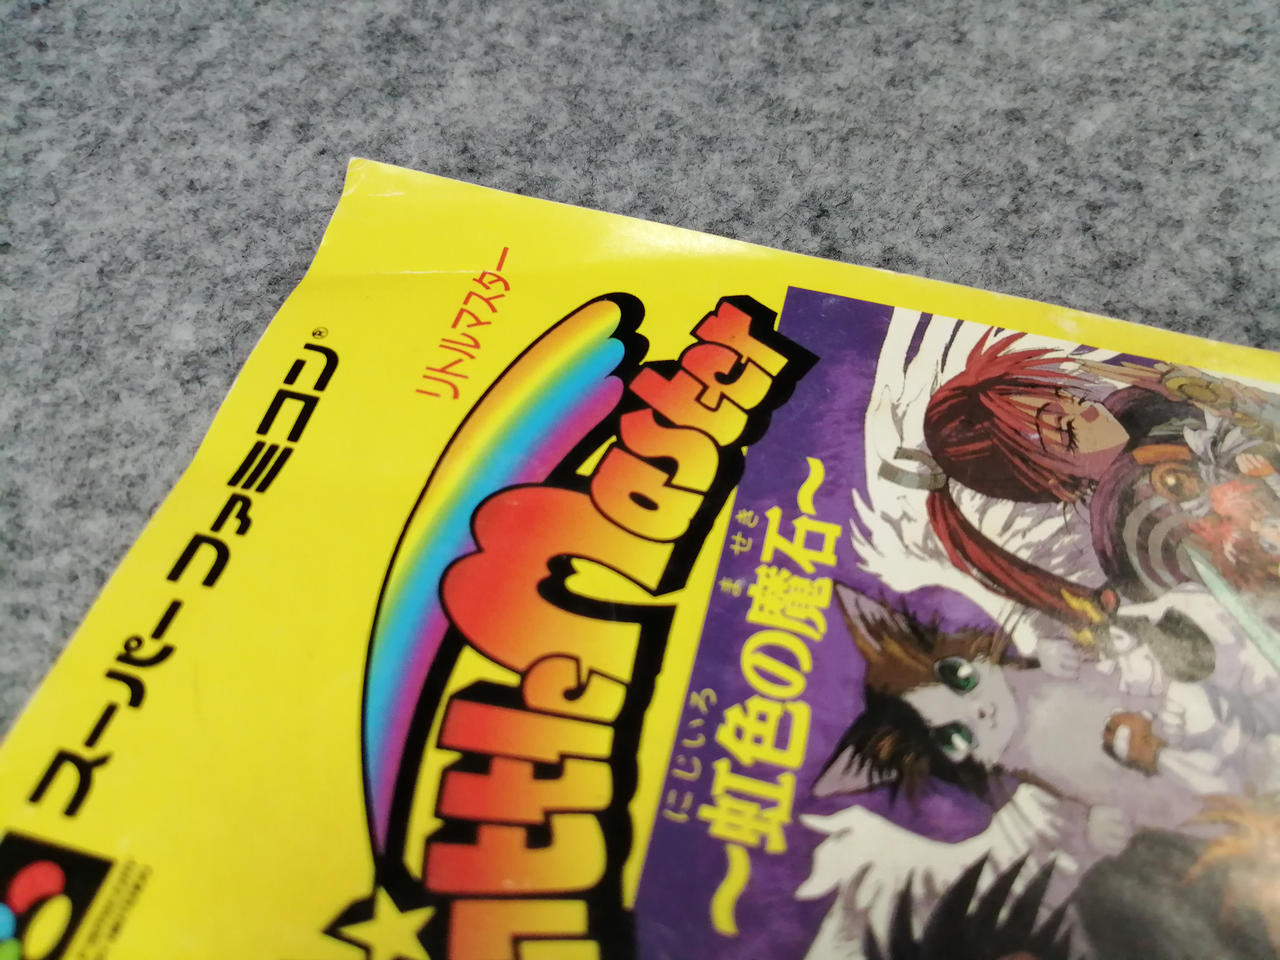 スーパーファミコン®
リトルマスター
Little Master
にじいろ ませき
〜虹色の魔石〜